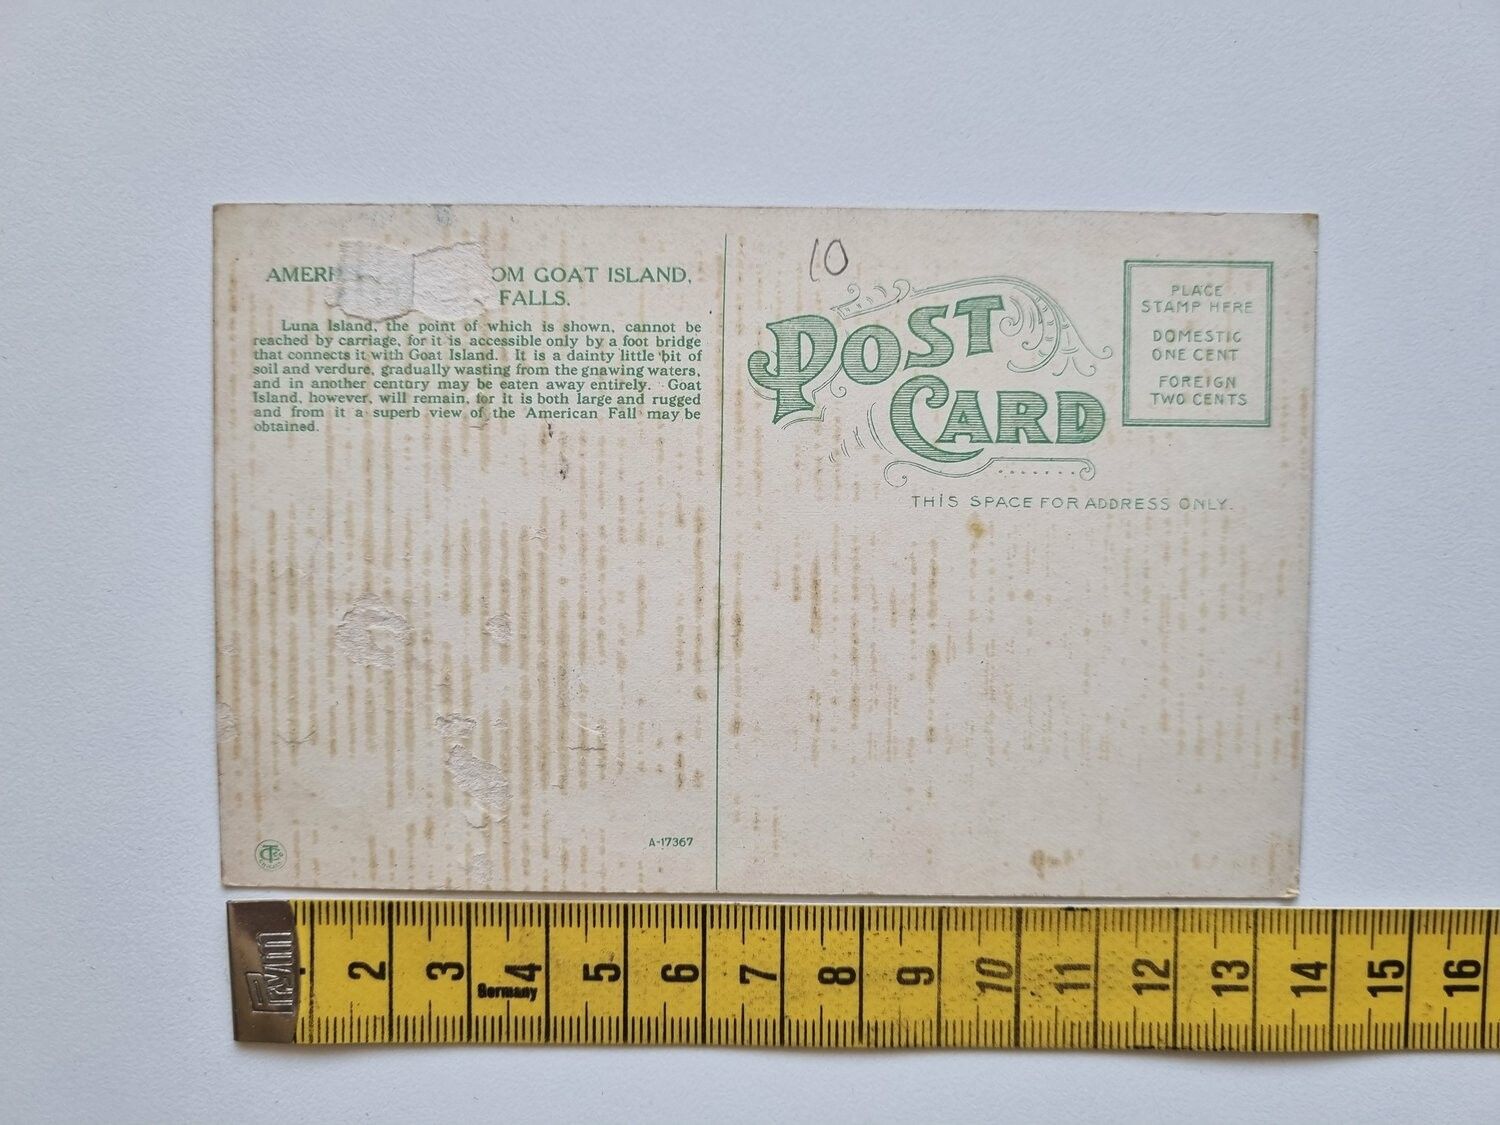 AMERI OM GOAT ISLAND,
FALLS.
Luna Island, the point of which is shown, cannot be
reached by carriage, for it is accessible only by a foot bridge
that connects it with Goat Island. It is a dainty little bit of
soil and verdure, gradually wasting from the gnawing waters,
and in another century may be eaten away entirely. Goat
Island, however, will remain, for it is both large and rugged
and from it a superb view of the American Fall may be
obtained.
A-17367
10
POST
CARD
PLACE
STAMP HERE
DOMESTIC
ONE CENT
FOREIGN
TWO CENTS
THIS SPACE FOR ADDRESS ONLY.
Prym
2 3 4 5 6 7 8 9 10 11 12 13 14 15 16
Germany